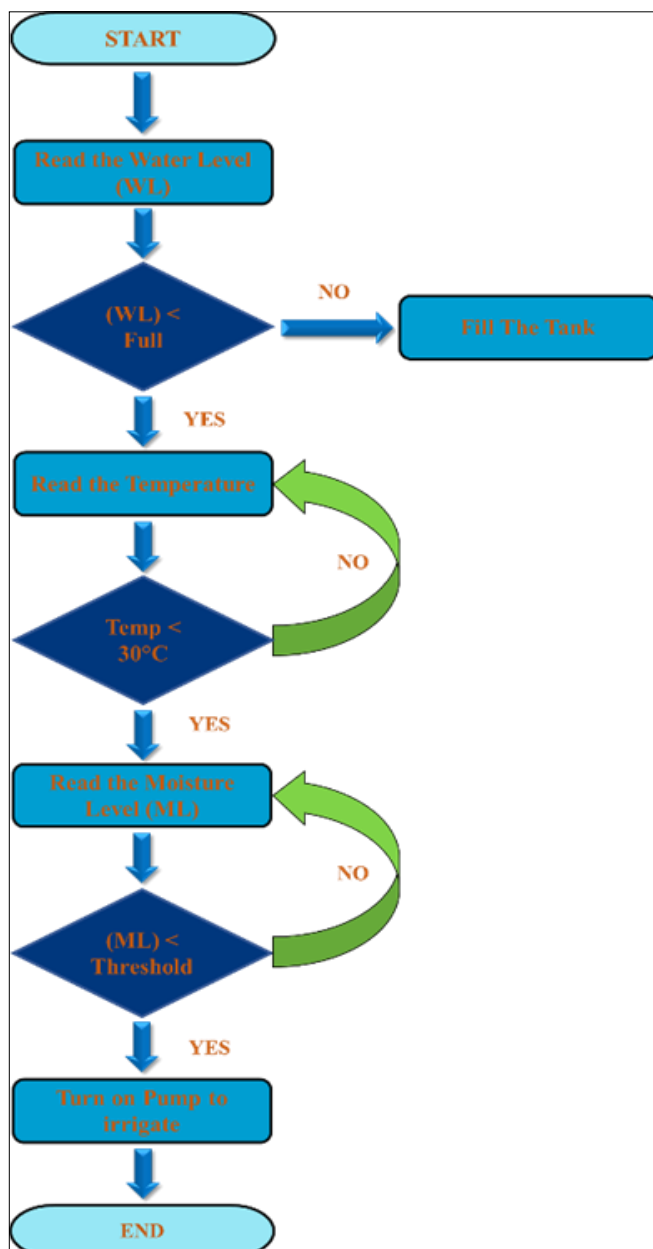 START
Read the Water Level
(WL)
(WL) <
Full
NO
Fill The Tank
YES
Read the Temperature
NO
Temp <
30°C
YES
Read the Moisture
Level (ML)
NO
(ML) <
Threshold
YES
Turn on Pump to
irrigate
END